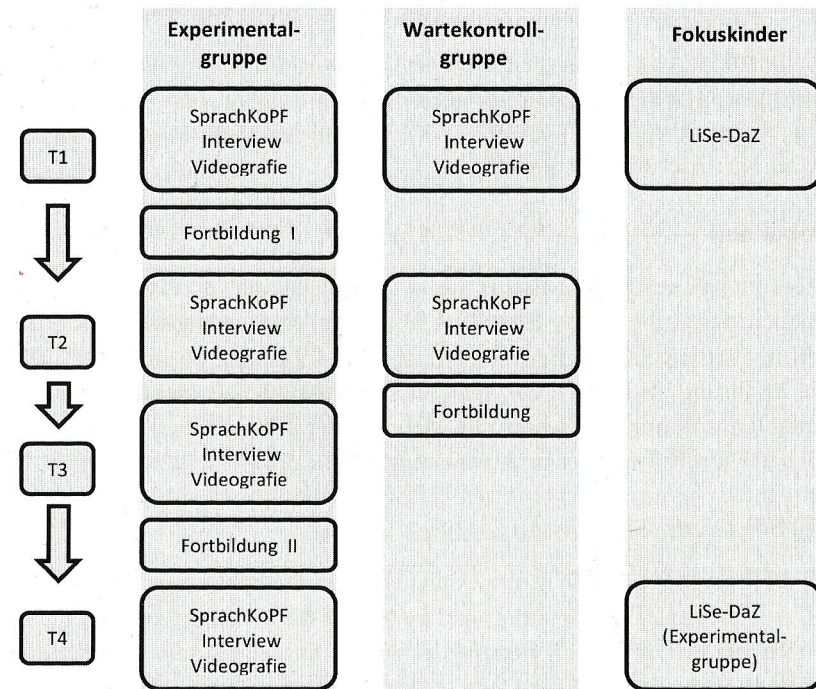 Experimental-
gruppe
Wartekontroll-
gruppe
Fokuskinder
T1
SprachKoPF
Interview
Videografie
SprachKoPF
Interview
Videografie
LiSe-DaZ
Fortbildung I
T2
SprachKoPF
Interview
Videografie
SprachKoPF
Interview
Videografie
Fortbildung
T3
SprachKoPF
Interview
Videografie
Fortbildung II
T4
SprachKoPF
Interview
Videografie
LiSe-DaZ
(Experimental-
gruppe)